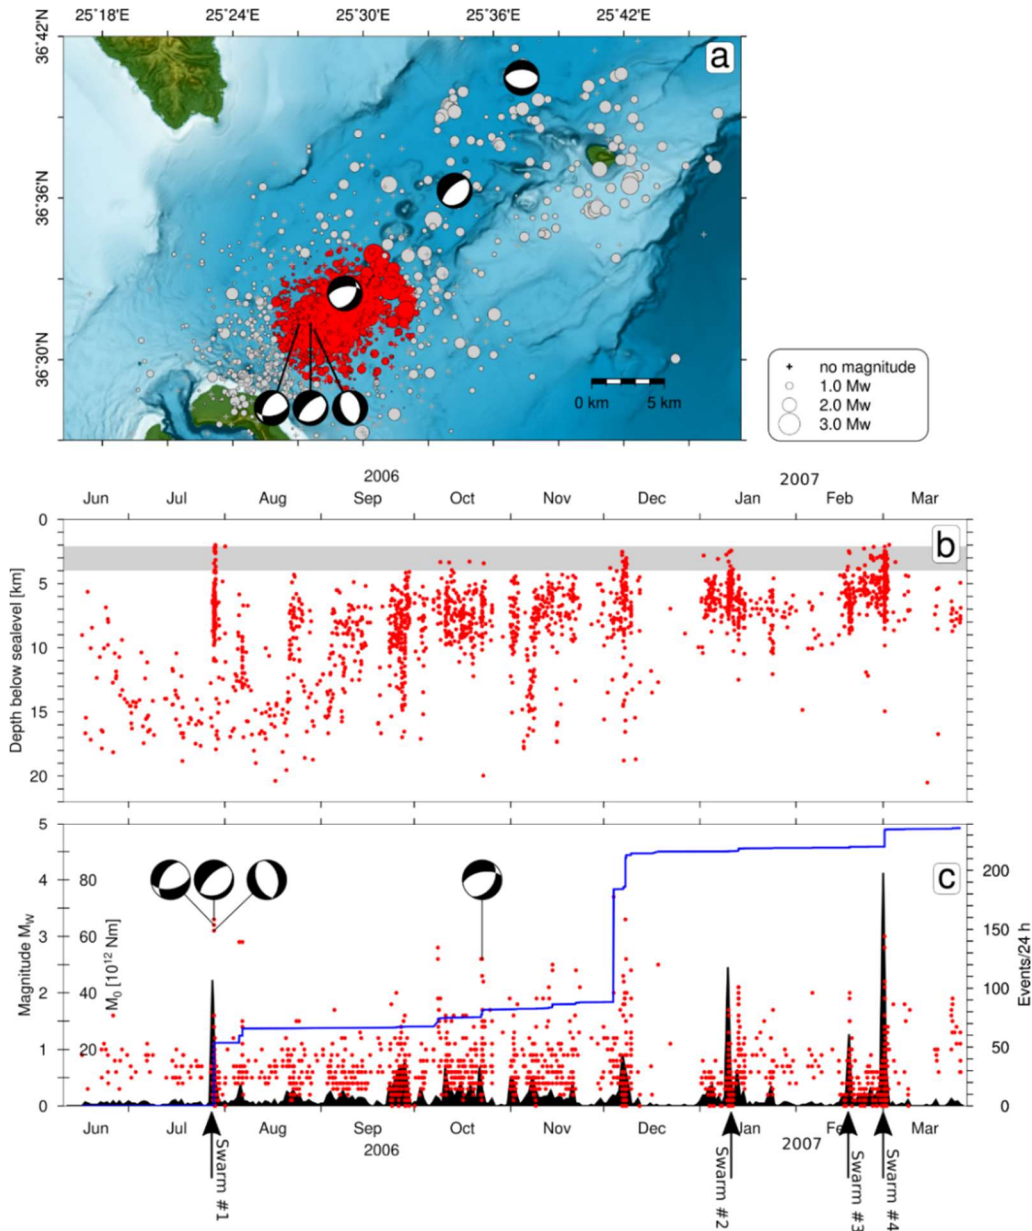 25°18'E 25°24'E 25°30'E 25°36'E 25°42'E
36°42'N
a
36°36'N
36°30'N
0 km 5 km
no magnitude
1.0 Mw
2.0 Mw
3.0 Mw
2006 2007
Jun Jul Aug Sep Oct Nov Dec Jan Feb Mar
b
0
5
10
15
20
Depth below sealevel [km]
c
5
4
3
2
1
0
Magnitude MW
80
60
40
20
M0 [10^12 Nm]
200
150
100
50
0
Events/24 h
Jun Jul Aug Sep Oct Nov Dec Jan Fe Mar
2006 2007
Swarm #1
Swarm #2
Swarm #3
Swarm #4